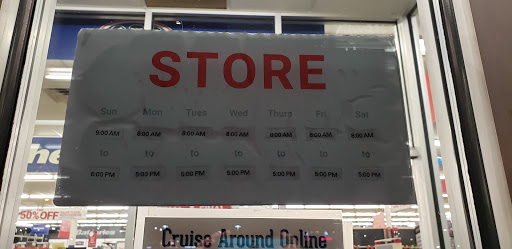 STORE
Sun Mon Tues Wed Thurs Fri Sat
9:00 AM 8:00 AM 8:00 AM 8:00 AM 8:00 AM 8:00 AM 8:00 AM
to to to to to to to
5:00 PM 5:00 PM 5:00 PM 5:00 PM 5:00 PM 5:00 PM
50% OFF
Cruise Around Online